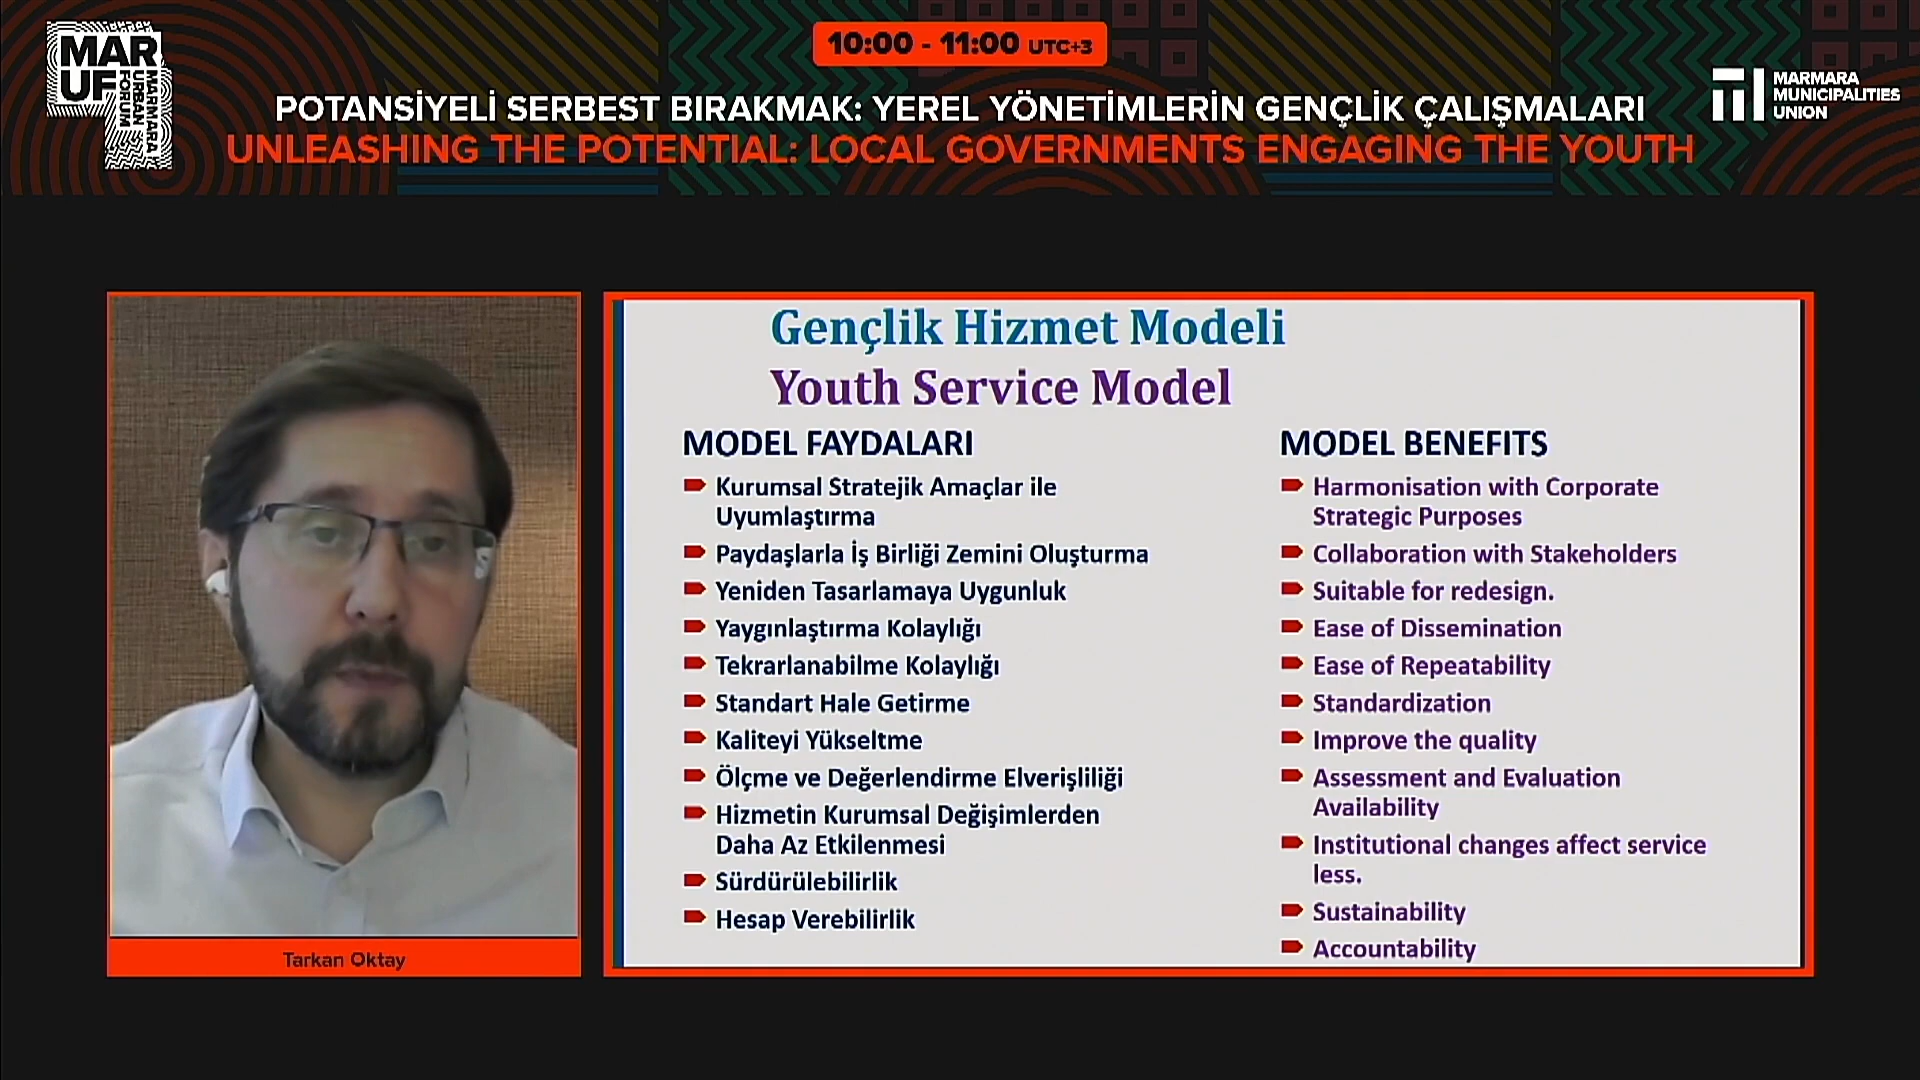 MAR
UF
MARMARA
URBAN
FORUM
10:00 - 11:00 UTC+3
POTANSİYELİ SERBEST BIRAKMAK: YEREL YÖNETİMLERİN GENÇLİK ÇALIŞMALARI
UNLEASHING THE POTENTIAL: LOCAL GOVERNMENTS ENGAGING THE YOUTH
MARMARA
MUNICIPALITIES
UNION
Tarkan Oktay
Gençlik Hizmet Modeli
Youth Service Model
MODEL FAYDALARI
Kurumsal Stratejik Amaçlar ile
Uyumlaştırma
Paydaşlarla İş Birliği Zemini Oluşturma
Yeniden Tasarlamaya Uygunluk
Yaygınlaştırma Kolaylığı
Tekrarlanabilme Kolaylığı
Standart Hale Getirme
Kaliteyi Yükseltme
Ölçme ve Değerlendirme Elverişliliği
Hizmetin Kurumsal Değişimlerden
Daha Az Etkilenmesi
Sürdürülebilirlik
Hesap Verebilirlik
MODEL BENEFITS
Harmonisation with Corporate
Strategic Purposes
Collaboration with Stakeholders
Suitable for redesign.
Ease of Dissemination
Ease of Repeatability
Standardization
Improve the quality
Assessment and Evaluation
Availability
Institutional changes affect service
less.
Sustainability
Accountability